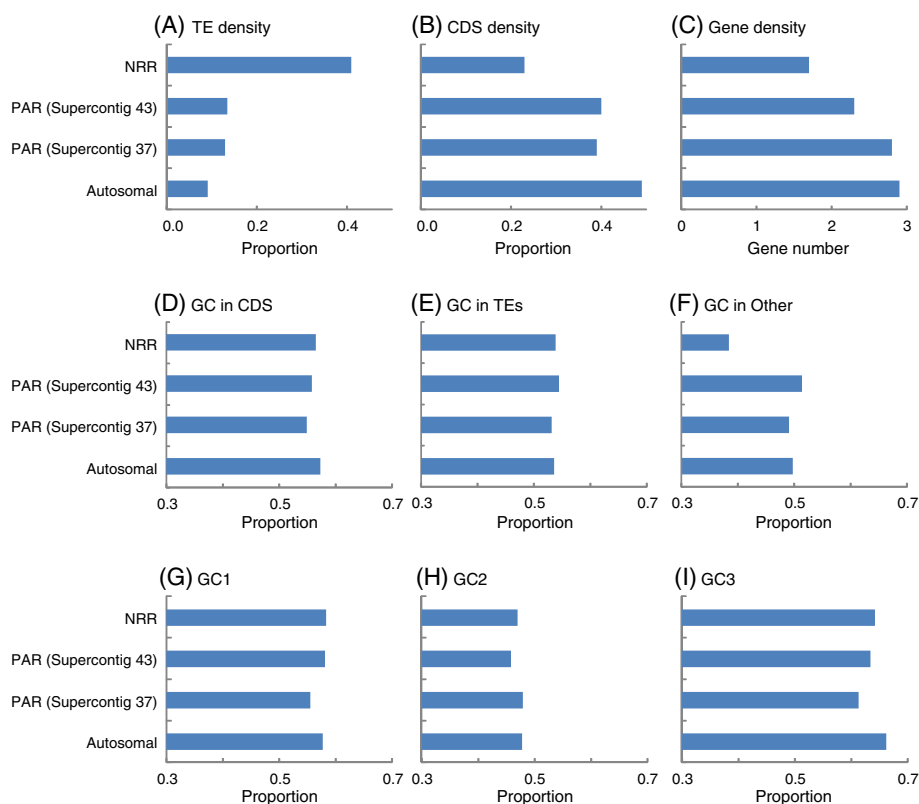 (A) TE density
(B) CDS density
(C) Gene density
NRR
PAR (Supercontig 43)
PAR (Supercontig 37)
Autosomal
0.0 0.2 0.4
Proportion
0.0 0.2 0.4
Proportion
0 1 2 3
Gene number
(D) GC in CDS
(E) GC in TEs
(F) GC in Other
NRR
PAR (Supercontig 43)
PAR (Supercontig 37)
Autosomal
0.3 0.5 0.7
Proportion
0.3 0.5 0.7
Proportion
0.3 0.5 0.7
Proportion
(G) GC1
(H) GC2
(I) GC3
NRR
PAR (Supercontig 43)
PAR (Supercontig 37)
Autosomal
0.3 0.5 0.7
Proportion
0.3 0.5 0.7
Proportion
0.3 0.5 0.7
Proportion